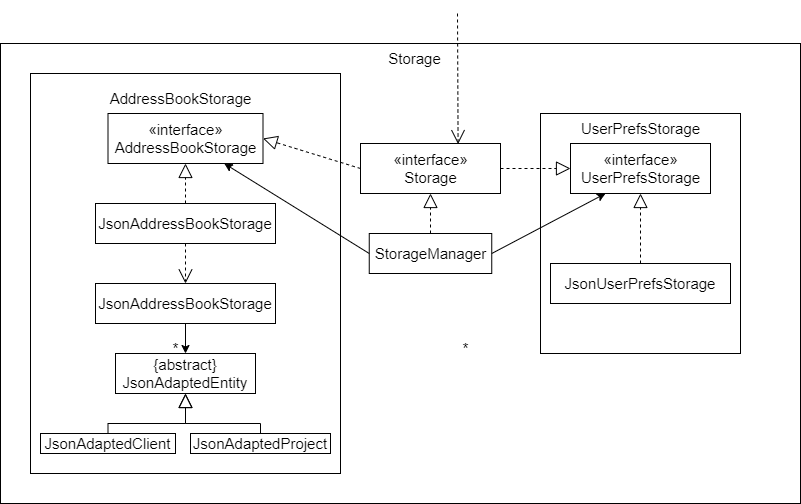 Storage
AddressBookStorage
«interface»
AddressBookStorage
JsonAddressBookStorage
JsonAddressBookStorage
*
{abstract}
JsonAdaptedEntity
JsonAdaptedClient
JsonAdaptedProject
«interface»
Storage
StorageManager
*
UserPrefsStorage
«interface»
UserPrefsStorage
JsonUserPrefsStorage